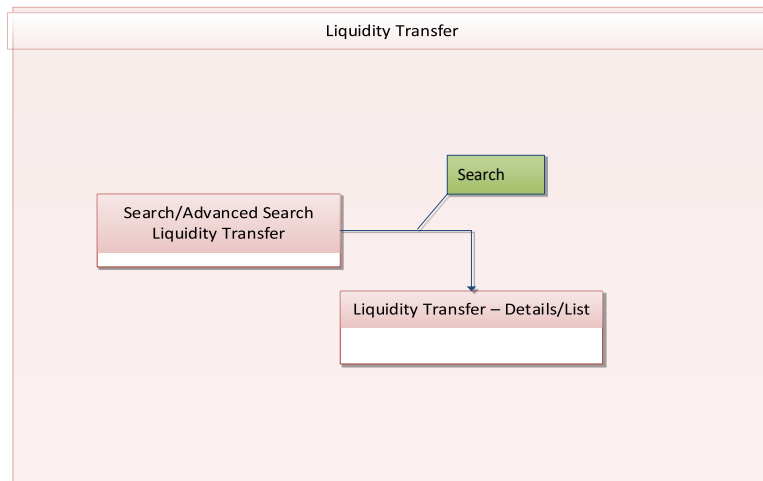 Liquidity Transfer
Search
Search/Advanced Search
Liquidity Transfer
Liquidity Transfer – Details/List